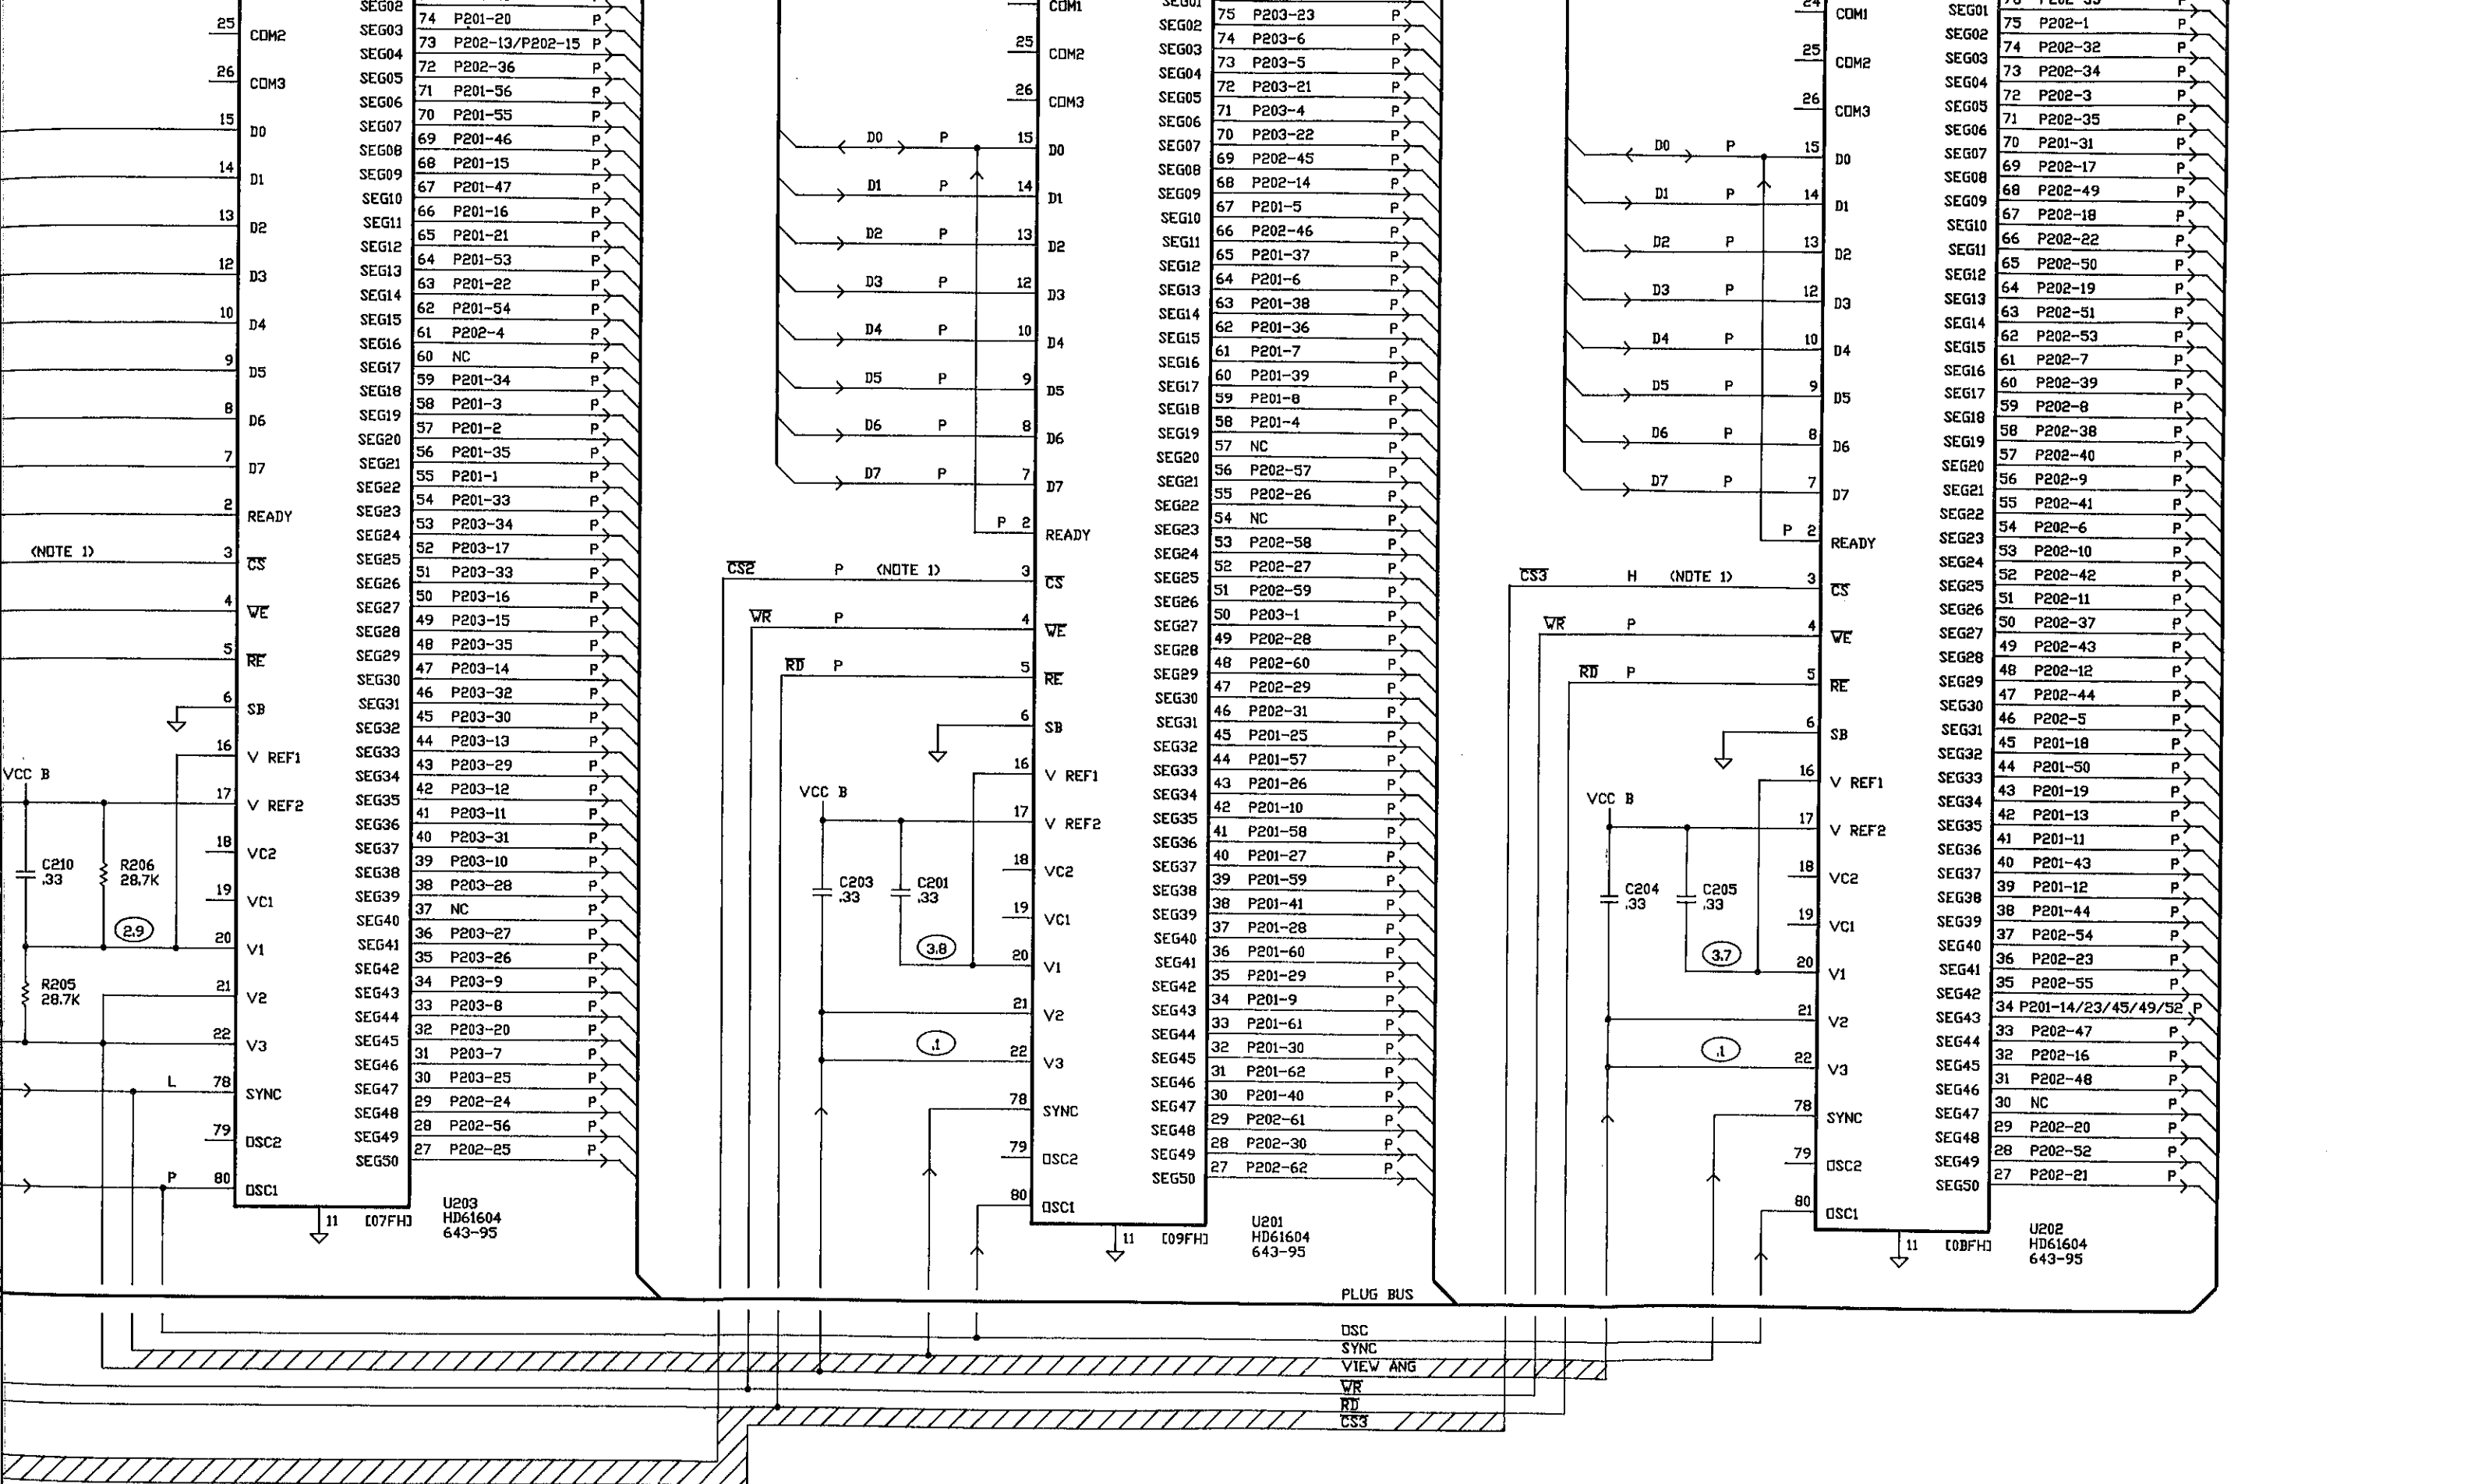 SEG02
25 COM2
26 COM3
15 D0
14 D1
13 D2
12 D3
10 D4
9 D5
8 D6
7 D7
2 READY
(NOTE 1) 3 CS
4 WE
5 RE
6 SB
16 V REF1
VCC B
17 V REF2
18 VC2
C210
.33
R206
28.7K
19 VC1
2.9
20 V1
R205
28.7K
21 V2
22 V3
L 78 SYNC
79 OSC2
P 80 OSC1
SEG03 74 P201-20 P
SEG04 73 P202-13/P202-15 P
SEG05 72 P202-36 P
SEG06 71 P201-56 P
SEG07 70 P201-55 P
SEG08 69 P201-46 P
SEG09 68 P201-15 P
SEG10 67 P201-47 P
SEG11 66 P201-16 P
SEG12 65 P201-21 P
SEG13 64 P201-53 P
SEG14 63 P201-22 P
SEG15 62 P201-54 P
SEG16 61 P202-4 P
SEG17 60 NC P
SEG18 59 P201-34 P
SEG19 58 P201-3 P
SEG20 57 P201-2 P
SEG21 56 P201-35 P
SEG22 55 P201-1 P
SEG23 54 P201-33 P
SEG24 53 P203-34 P
SEG25 52 P203-17 P
SEG26 51 P203-33 P
SEG27 50 P203-16 P
SEG28 49 P203-15 P
SEG29 48 P203-35 P
SEG30 47 P203-14 P
SEG31 46 P203-32 P
SEG32 45 P203-30 P
SEG33 44 P203-13 P
SEG34 43 P203-29 P
SEG35 42 P203-12 P
SEG36 41 P203-11 P
SEG37 40 P203-31 P
SEG38 39 P203-10 P
SEG39 38 P203-28 P
SEG40 37 NC P
SEG41 36 P203-27 P
SEG42 35 P203-26 P
SEG43 34 P203-9 P
SEG44 33 P203-8 P
SEG45 32 P203-20 P
SEG46 31 P203-7 P
SEG47 30 P203-25 P
SEG48 29 P202-24 P
SEG49 28 P202-56 P
SEG50 27 P202-25 P
11 [07FH]
U203
HD61604
643-95
COM1
25 COM2
26 COM3
D0 P 15 D0
D1 P 14 D1
D2 P 13 D2
D3 P 12 D3
D4 P 10 D4
D5 P 9 D5
D6 P 8 D6
D7 P 7 D7
P 2 READY
CS2 P (NOTE 1) 3 CS
WR P 4 WE
RD P 5 RE
6 SB
16 V REF1
VCC B
17 V REF2
18 VC2
C203
.33
C201
.33
19 VC1
3.8
20 V1
21 V2
.1
22 V3
78 SYNC
79 OSC2
80 OSC1
SEG01
SEG02 75 P203-23 P
SEG03 74 P203-6 P
SEG04 73 P203-5 P
SEG05 72 P203-21 P
SEG06 71 P203-4 P
SEG07 70 P203-22 P
SEG08 69 P202-45 P
SEG09 68 P202-14 P
SEG10 67 P201-5 P
SEG11 66 P202-46 P
SEG12 65 P201-37 P
SEG13 64 P201-6 P
SEG14 63 P201-38 P
SEG15 62 P201-36 P
SEG16 61 P201-7 P
SEG17 60 P201-39 P
SEG18 59 P201-8 P
SEG19 58 P201-4 P
SEG20 57 NC P
SEG21 56 P202-57 P
SEG22 55 P202-26 P
SEG23 54 NC P
SEG24 53 P202-58 P
SEG25 52 P202-27 P
SEG26 51 P202-59 P
SEG27 50 P203-1 P
SEG28 49 P202-28 P
SEG29 48 P202-60 P
SEG30 47 P202-29 P
SEG31 46 P202-31 P
SEG32 45 P201-25 P
SEG33 44 P201-57 P
SEG34 43 P201-26 P
SEG35 42 P201-10 P
SEG36 41 P201-58 P
SEG37 40 P201-27 P
SEG38 39 P201-59 P
SEG39 38 P201-41 P
SEG40 37 P201-28 P
SEG41 36 P201-60 P
SEG42 35 P201-29 P
SEG43 34 P201-9 P
SEG44 33 P201-61 P
SEG45 32 P201-30 P
SEG46 31 P201-62 P
SEG47 30 P201-40 P
SEG48 29 P202-61 P
SEG49 28 P202-30 P
SEG50 27 P202-62 P
11 [09FH]
U201
HD61604
643-95
24 COM1
25 COM2
26 COM3
D0 P 15 D0
D1 P 14 D1
D2 P 13 D2
D3 P 12 D3
D4 P 10 D4
D5 P 9 D5
D6 P 8 D6
D7 P 7 D7
P 2 READY
CS3 H (NOTE 1) 3 CS
WR P 4 WE
RD P 5 RE
6 SB
16 V REF1
VCC B
17 V REF2
18 VC2
C204
.33
C205
.33
19 VC1
3.7
20 V1
21 V2
.1
22 V3
78 SYNC
79 OSC2
80 OSC1
SEG01
SEG02 75 P202-1 P
SEG03 74 P202-32 P
SEG04 73 P202-34 P
SEG05 72 P202-3 P
SEG06 71 P202-35 P
SEG07 70 P201-31 P
SEG08 69 P202-17 P
SEG09 68 P202-49 P
SEG10 67 P202-18 P
SEG11 66 P202-22 P
SEG12 65 P202-50 P
SEG13 64 P202-19 P
SEG14 63 P202-51 P
SEG15 62 P202-53 P
SEG16 61 P202-7 P
SEG17 60 P202-39 P
SEG18 59 P202-8 P
SEG19 58 P202-38 P
SEG20 57 P202-40 P
SEG21 56 P202-9 P
SEG22 55 P202-41 P
SEG23 54 P202-6 P
SEG24 53 P202-10 P
SEG25 52 P202-42 P
SEG26 51 P202-11 P
SEG27 50 P202-37 P
SEG28 49 P202-43 P
SEG29 48 P202-12 P
SEG30 47 P202-44 P
SEG31 46 P202-5 P
SEG32 45 P201-18 P
SEG33 44 P201-50 P
SEG34 43 P201-19 P
SEG35 42 P201-13 P
SEG36 41 P201-11 P
SEG37 40 P201-43 P
SEG38 39 P201-12 P
SEG39 38 P201-44 P
SEG40 37 P202-54 P
SEG41 36 P202-23 P
SEG42 35 P202-55 P
SEG43 34 P201-14/23/45/49/52 P
SEG44 33 P202-47 P
SEG45 32 P202-16 P
SEG46 31 P202-48 P
SEG47 30 NC P
SEG48 29 P202-20 P
SEG49 28 P202-52 P
SEG50 27 P202-21 P
11 [0BFH]
U202
HD61604
643-95
PLUG BUS
OSC
SYNC
VIEW ANG
WR
RD
CS3